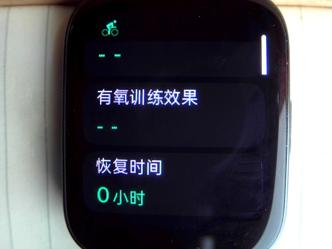 --
有氧训练效果
--
恢复时间
0小时